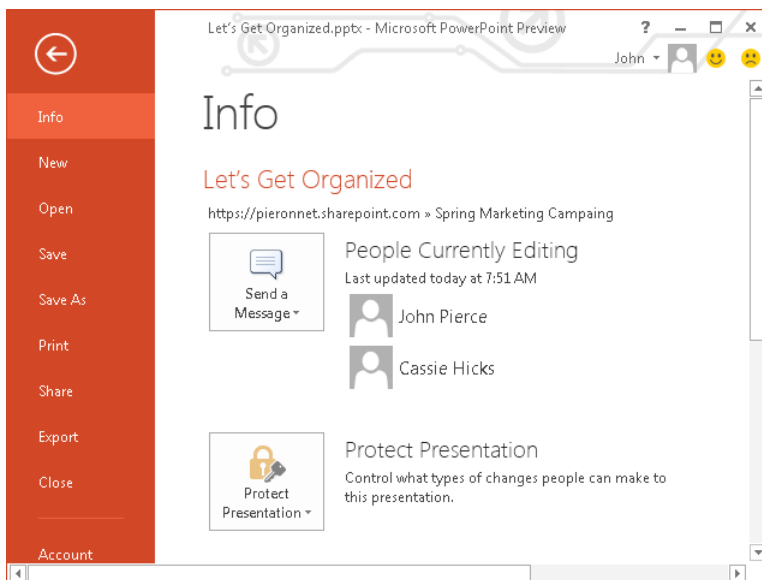 Let's Get Organized.pptx - Microsoft PowerPoint Preview
?
John
Info
New
Open
Save
Save As
Print
Share
Export
Close
Account
Info
Let's Get Organized
https://pieronnet.sharepoint.com » Spring Marketing Campaing
Send a
Message
People Currently Editing
Last updated today at 7:51 AM
John Pierce
Cassie Hicks
Protect
Presentation
Protect Presentation
Control what types of changes people can make to
this presentation.